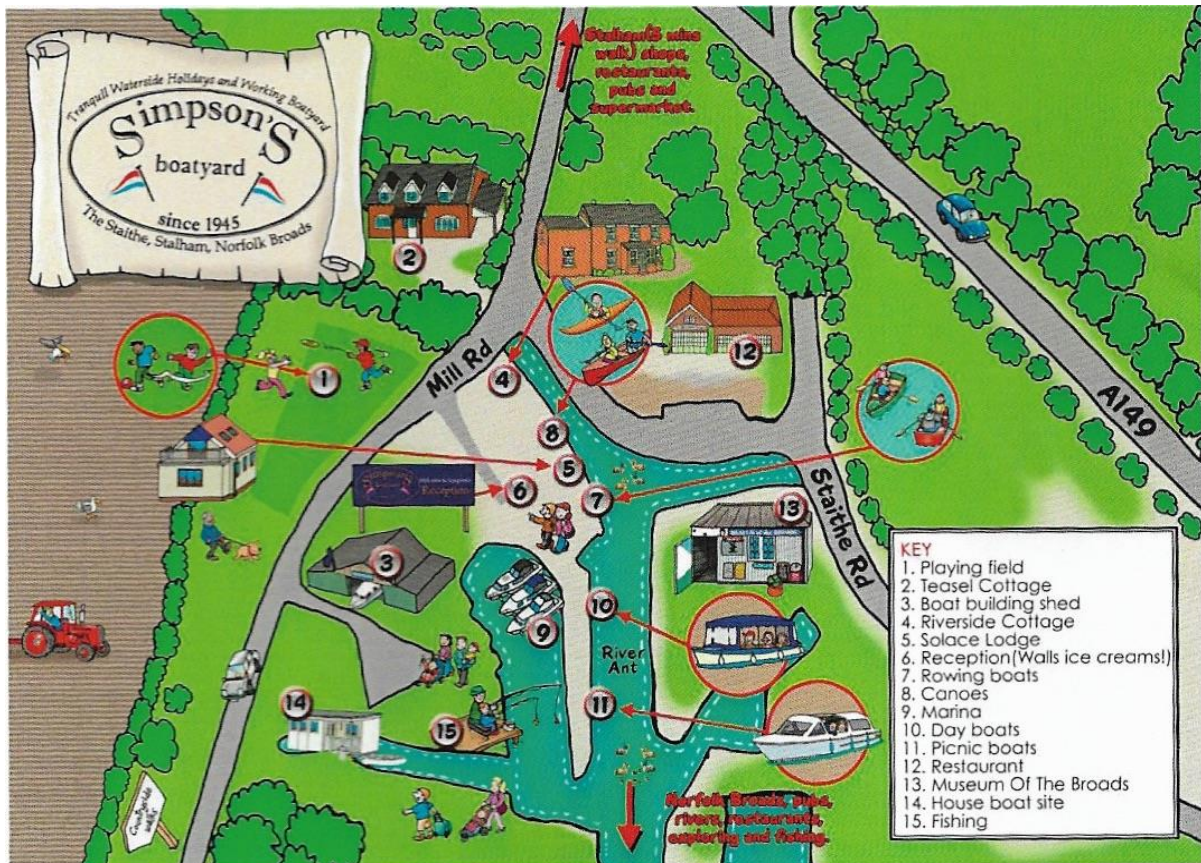 Tranquil Waterside Holidays and Working Boatyard
Simpson'S
boatyard
since 1945
The Staithe, Stalham, Norfolk Broads
Stalham(5 mins
walk) shops,
restaurants,
pubs and
supermarket.
2
12
1
Mill Rd
4
A149
8
5
Reception
6
7
13
Staithe Rd
3
10
9
River
Ant
14
15
11
Countryside
walks
Norfolk Broads, pubs,
rivers, restaurants,
exploring and fishing.
KEY
1. Playing field
2. Teasel Cottage
3. Boat building shed
4. Riverside Cottage
5. Solace Lodge
6. Reception(Walls ice creams!)
7. Rowing boats
8. Canoes
9. Marina
10. Day boats
11. Picnic boats
12. Restaurant
13. Museum Of The Broads
14. House boat site
15. Fishing